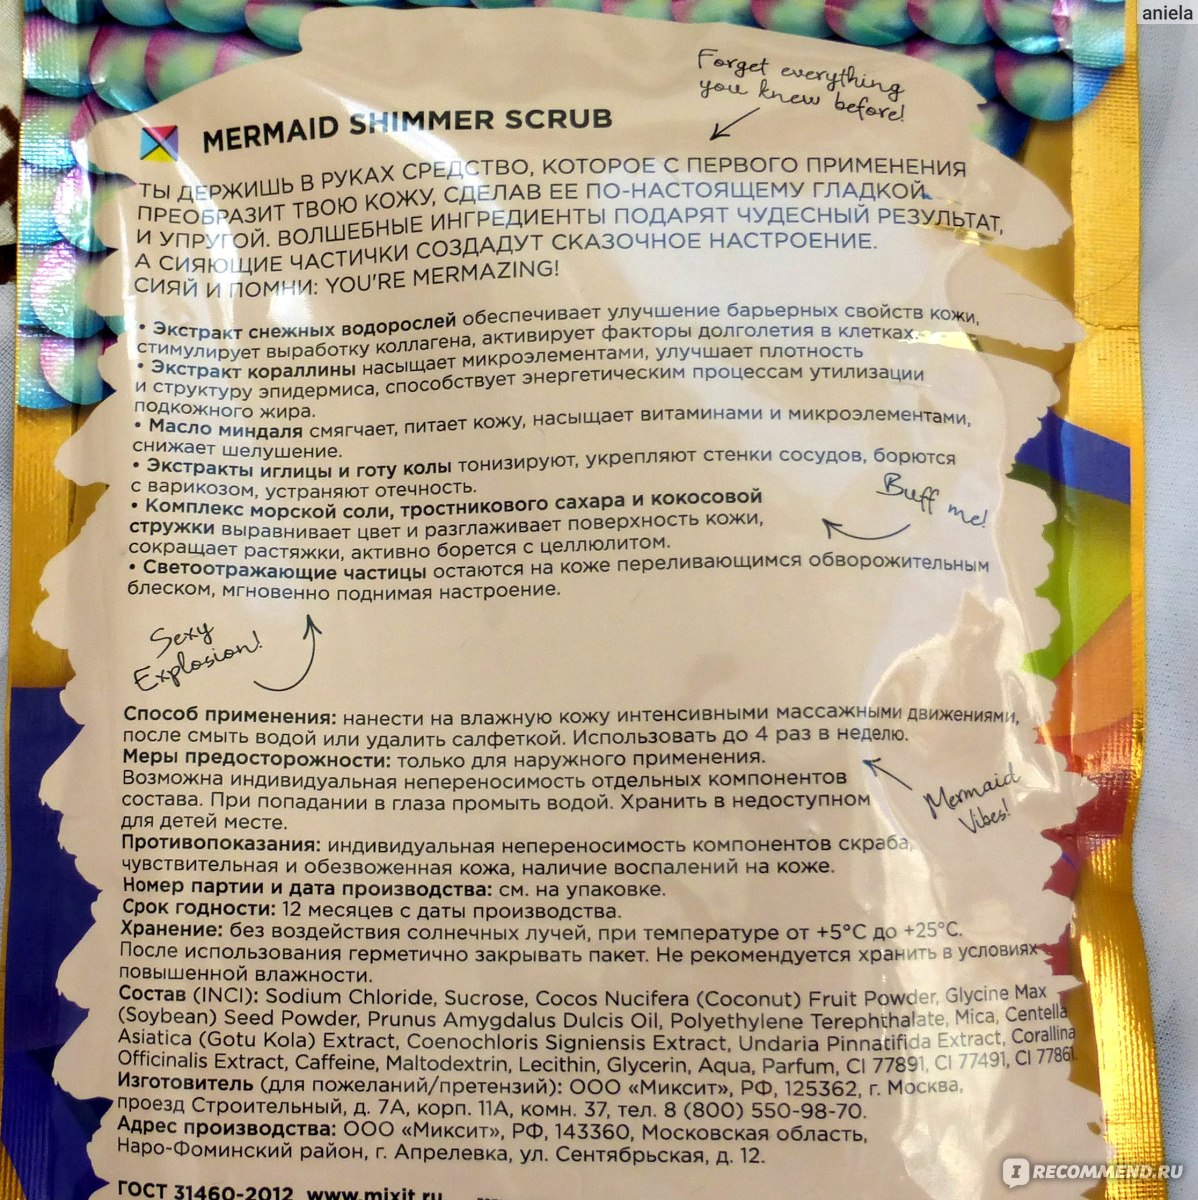 aniela
Forget everything
you knew before!
MERMAID SHIMMER SCRUB
ТЫ ДЕРЖИШЬ В РУКАХ СРЕДСТВО, КОТОРОЕ С ПЕРВОГО ПРИМЕНЕНИЯ
ПРЕОБРАЗИТ ТВОЮ КОЖУ, СДЕЛАВ ЕЕ ПО-НАСТОЯЩЕМУ ГЛАДКОЙ
И УПРУГОЙ. ВОЛШЕБНЫЕ ИНГРЕДИЕНТЫ ПОДАРЯТ ЧУДЕСНЫЙ РЕЗУЛЬТАТ,
А СИЯЮЩИЕ ЧАСТИЧКИ СОЗДАДУТ СКАЗОЧНОЕ НАСТРОЕНИЕ.
СИЯЙ И ПОМНИ: YOU'RE MERMAZING!
• Экстракт снежных водорослей обеспечивает улучшение барьерных свойств кожи,
стимулирует выработку коллагена, активирует факторы долголетия в клетках.
• Экстракт кораллины насыщает микроэлементами, улучшает плотность
и структуру эпидермиса, способствует энергетическим процессам утилизации
подкожного жира.
• Масло миндаля смягчает, питает кожу, насыщает витаминами и микроэлементами,
снижает шелушение.
• Экстракты иглицы и готу колы тонизируют, укрепляют стенки сосудов, борются
с варикозом, устраняют отечность.
Buff me!
• Комплекс морской соли, тростникового сахара и кокосовой
стружки выравнивает цвет и разглаживает поверхность кожи,
сокращает растяжки, активно борется с целлюлитом.
• Светоотражающие частицы остаются на коже переливающимся обворожительным
блеском, мгновенно поднимая настроение.
Sexy
Explosion!
Способ применения: нанести на влажную кожу интенсивными массажными движениями,
после смыть водой или удалить салфеткой. Использовать до 4 раз в неделю.
Меры предосторожности: только для наружного применения.
Возможна индивидуальная непереносимость отдельных компонентов
состава. При попадании в глаза промыть водой. Хранить в недоступном
для детей месте.
Mermaid
Vibes!
Противопоказания: индивидуальная непереносимость компонентов скраба,
чувствительная и обезвоженная кожа, наличие воспалений на коже.
Номер партии и дата производства: см. на упаковке.
Срок годности: 12 месяцев с даты производства.
Хранение: без воздействия солнечных лучей, при температуре от +5°C до +25°C.
После использования герметично закрывать пакет. Не рекомендуется хранить в условиях
повышенной влажности.
Состав (INCI): Sodium Chloride, Sucrose, Cocos Nucifera (Coconut) Fruit Powder, Glycine Max
(Soybean) Seed Powder, Prunus Amygdalus Dulcis Oil, Polyethylene Terephthalate, Mica, Centella
Asiatica (Gotu Kola) Extract, Coenochloris Signiensis Extract, Undaria Pinnatifida Extract, Corallina
Officinalis Extract, Caffeine, Maltodextrin, Lecithin, Glycerin, Aqua, Parfum, CI 77891, CI 77491, CI 77861.
Изготовитель (для пожеланий/претензий): ООО «Миксит», РФ, 125362, г. Москва,
проезд Строительный, д. 7А, корп. 11А, комн. 37, тел. 8 (800) 550-98-70.
Адрес производства: ООО «Миксит», РФ, 143360, Московская область,
Наро-Фоминский район, г. Апрелевка, ул. Сентябрьская, д. 12.
ГОСТ 31460-2012 www.mixit.ru
IRECOMMEND.RU